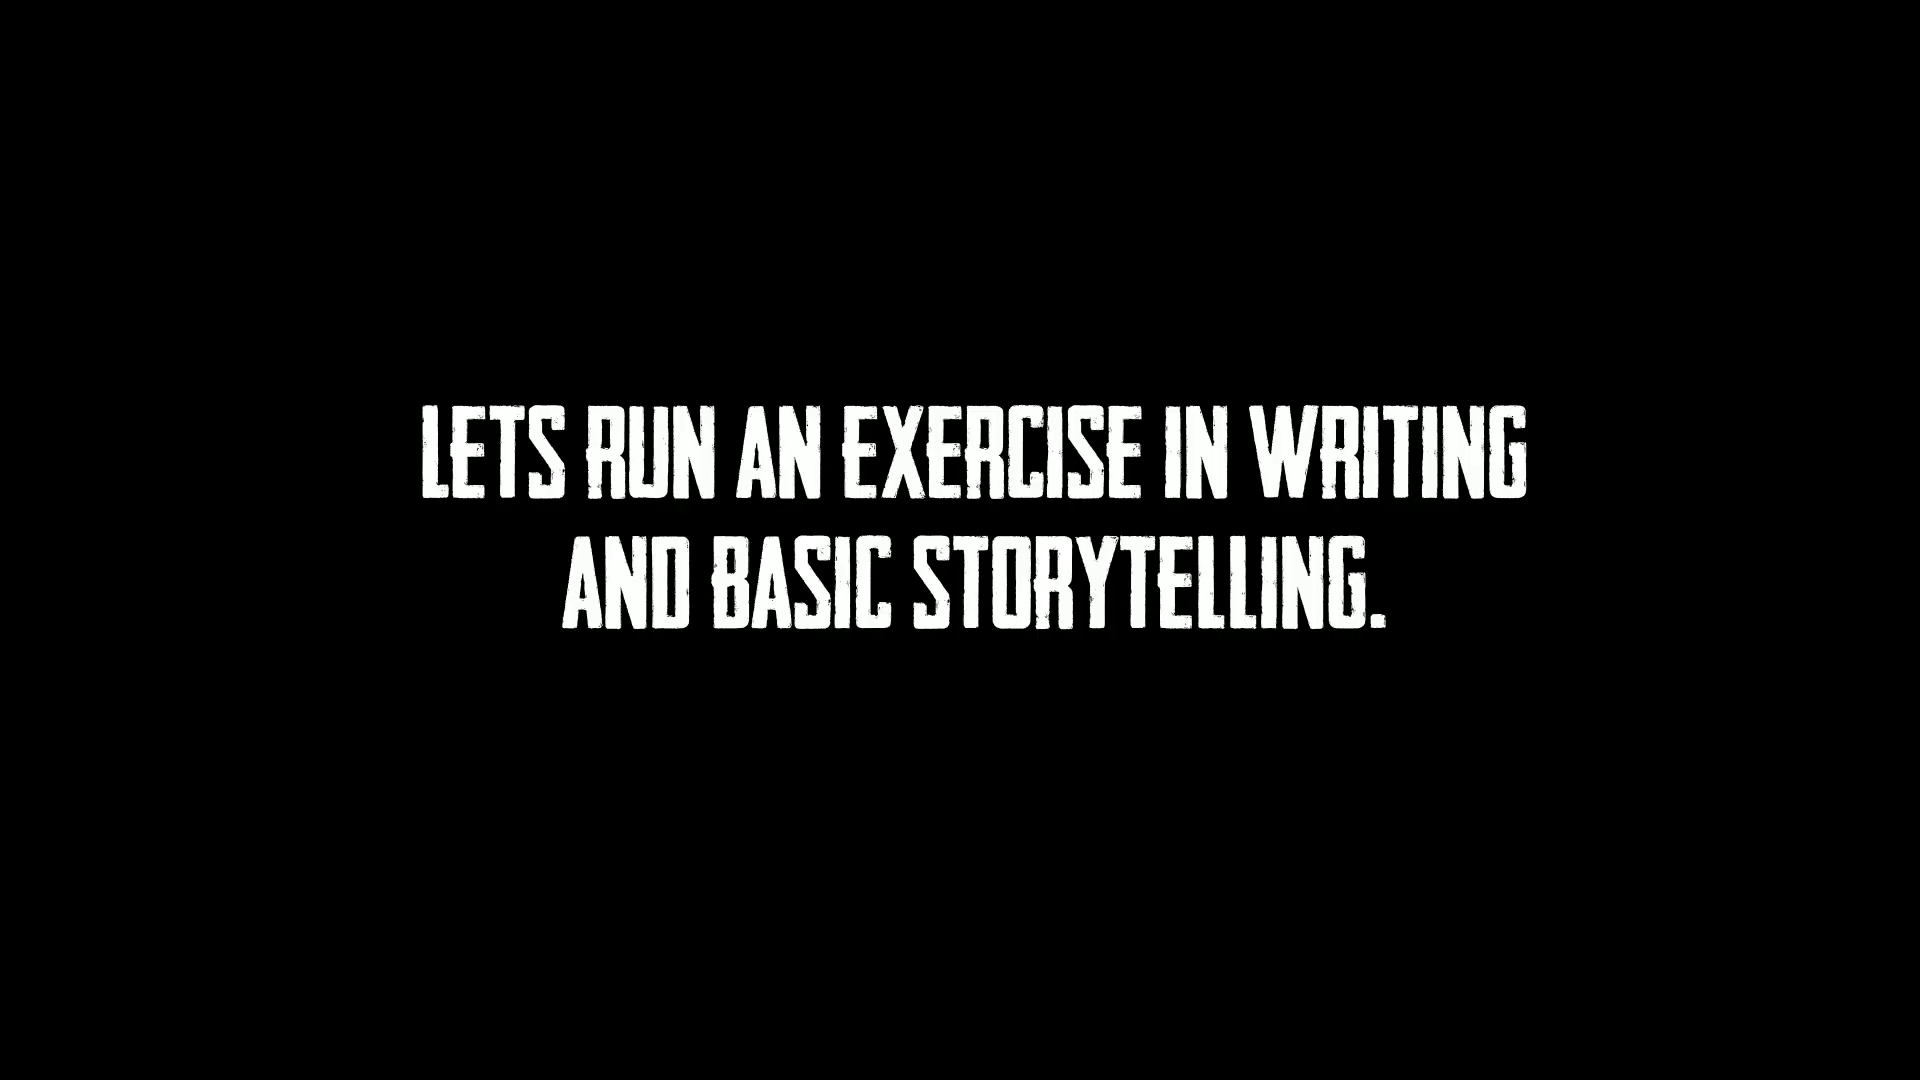 LETS RUN AN EXERCISE IN WRITING
AND BASIC STORYTELLING.